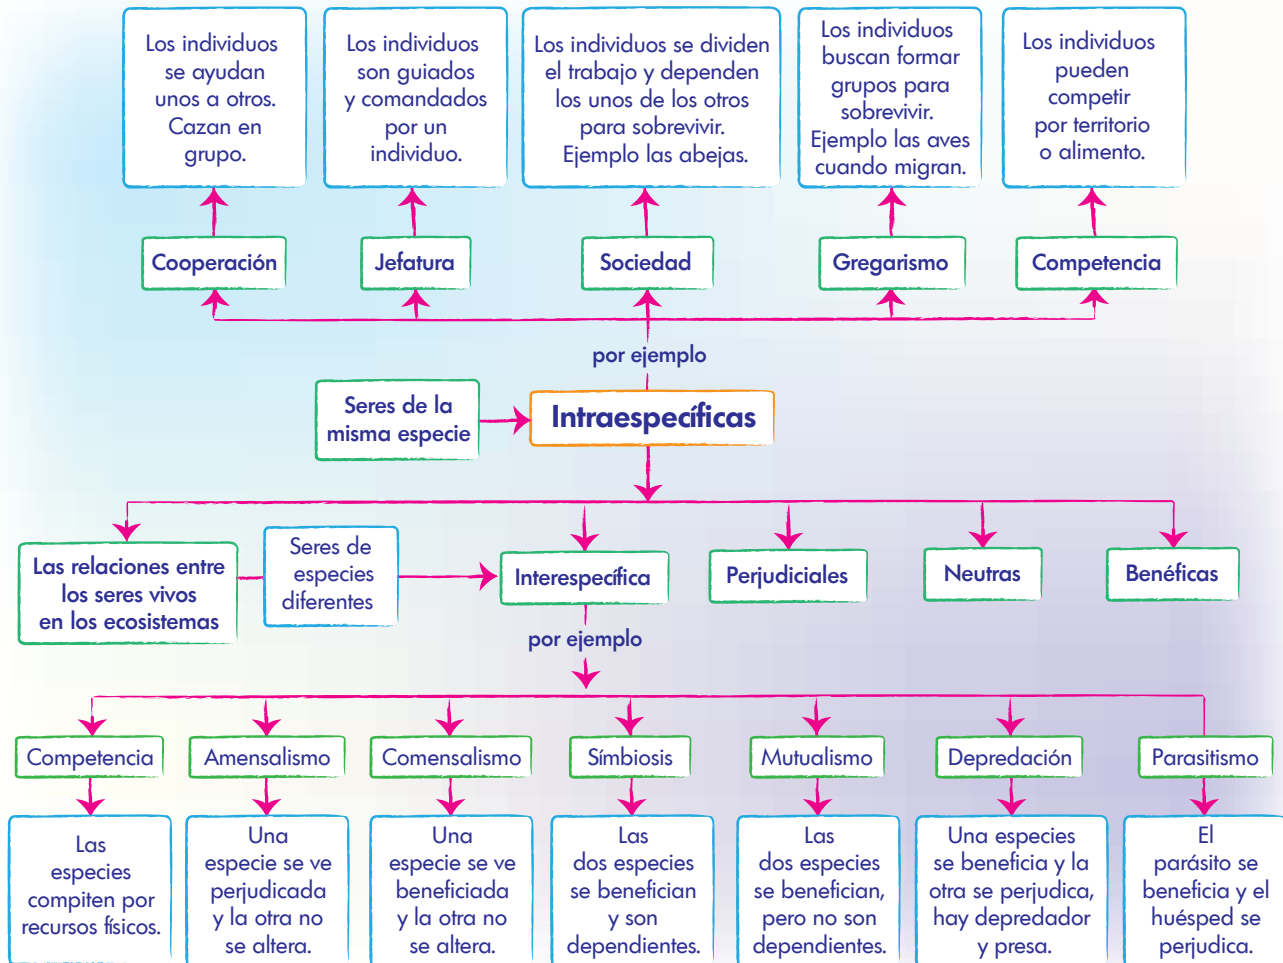 Los individuos
se ayudan
unos a otros.
Cazan en
grupo.
Los individuos
son guiados
y comandados
por un
individuo.
Los individuos se dividen
el trabajo y dependen
los unos de los otros
para sobrevivir.
Ejemplo las abejas.
Los individuos
buscan formar
grupos para
sobrevivir.
Ejemplo las aves
cuando migran.
Los individuos
pueden
competir
por territorio
o alimento.
Cooperación
Jefatura
Sociedad
Gregarismo
Competencia
por ejemplo
Seres de la
misma especie
Intraespecíficas
Las relaciones entre
los seres vivos
en los ecosistemas
Seres de
especies
diferentes
Interespecífica
Perjudiciales
Neutras
Benéficas
por ejemplo
Competencia
Amensalismo
Comensalismo
Símbiosis
Mutualismo
Depredación
Parasitismo
Las
especies
compiten por
recursos físicos.
Una
especie se ve
perjudicada
y la otra no
se altera.
Una
especie se ve
beneficiada
y la otra no
se altera.
Las
dos especies
se benefician
y son
dependientes.
Las
dos especies
se benefician,
pero no son
dependientes.
Una especies
se beneficia y la
otra se perjudica,
hay depredador
y presa.
El
parásito se
beneficia y el
huésped se
perjudica.